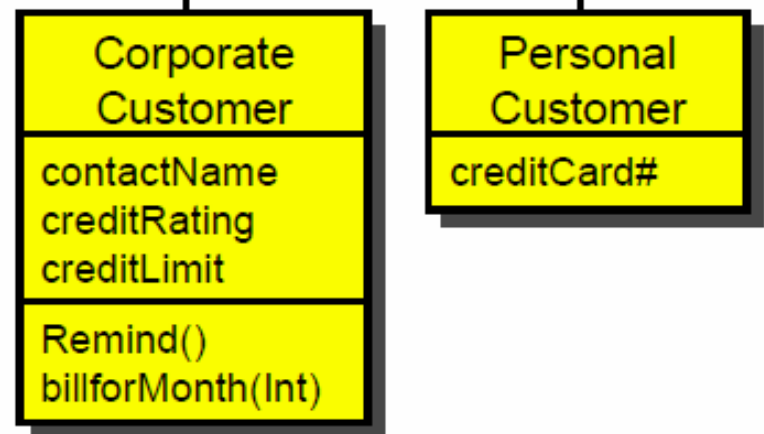 Corporate
Customer
contactName
creditRating
creditLimit
Remind()
billforMonth(Int)
Personal
Customer
creditCard#